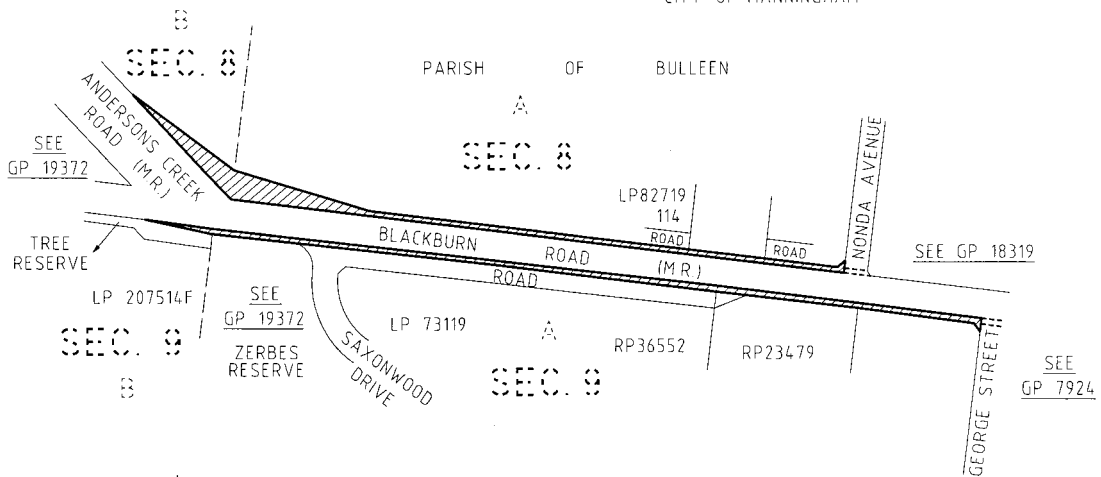 B
SEC. 8
PARISH OF BULLEEN
A
SEC. 8
ANDERSONS CREEK
ROAD (M.R.)
SEE
GP 19372
NONDA AVENUE
LP82719
114
ROAD
ROAD
BLACKBURN ROAD (M.R.)
ROAD
SEE GP 18319
TREE
RESERVE
LP 207514F
SEE
GP 19372
ZERBES
RESERVE
SAXONWOOD
DRIVE
LP 73119
A
RP36552
RP23479
SEC. 9
B
SEC. 9
GEORGE STREET
SEE
GP 7924